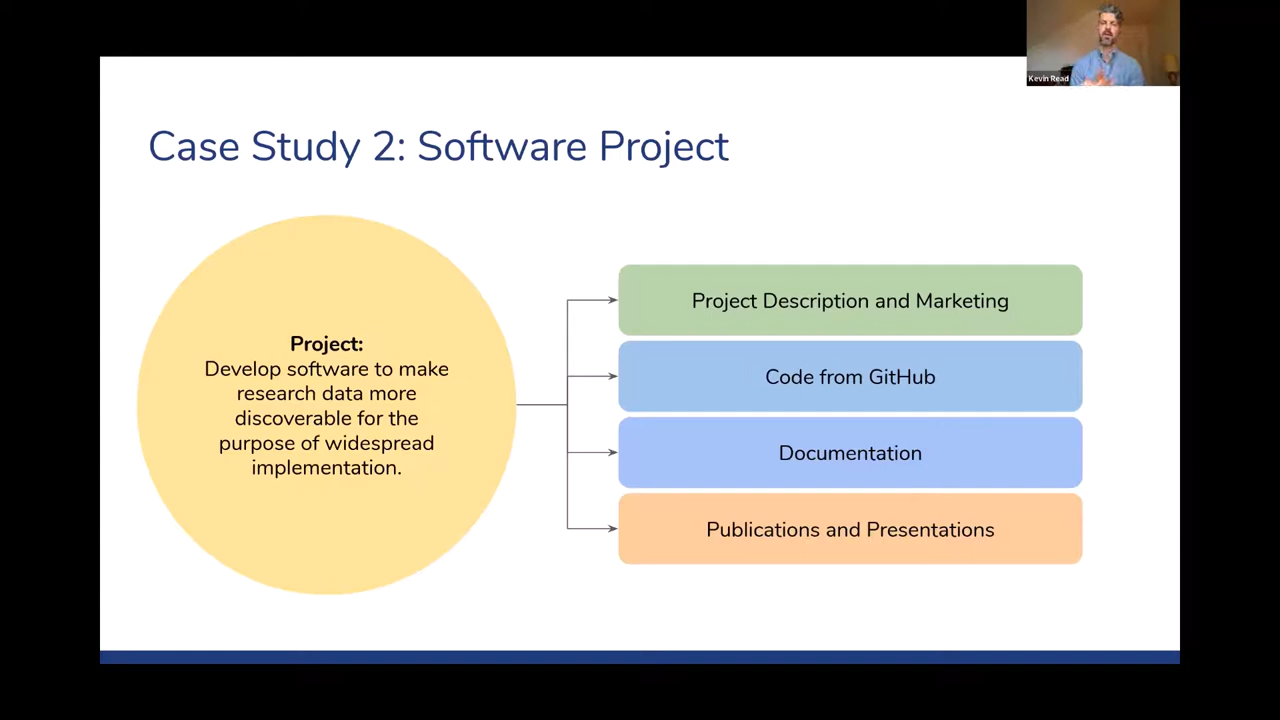 Kevin Read
Case Study 2: Software Project
Project:
Develop software to make
research data more
discoverable for the
purpose of widespread
implementation.
Project Description and Marketing
Code from GitHub
Documentation
Publications and Presentations